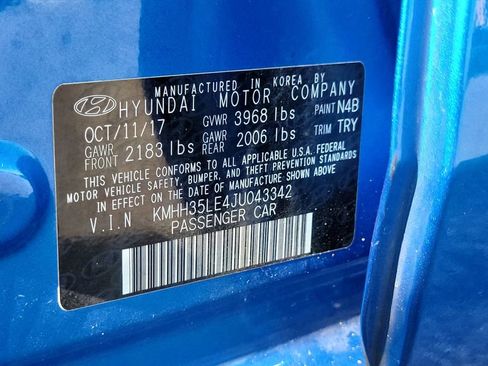 MANUFACTURED IN KOREA BY
HYUNDAI MOTOR COMPANY
OCT/11/17 GVWR 3968 lbs PAINT N4B
GAWR FRONT 2183 lbs GAWR REAR 2006 lbs TRIM TRY
THIS VEHICLE CONFORMS TO ALL APPLICABLE U.S.A. FEDERAL
MOTOR VEHICLE SAFETY, BUMPER, AND THEFT PREVENTION STANDARDS
IN EFFECT ON THE DATE OF MANUFACTURE SHOWN ABOVE.
V.I.N KMHH35LE4JU043342
PASSENGER CAR